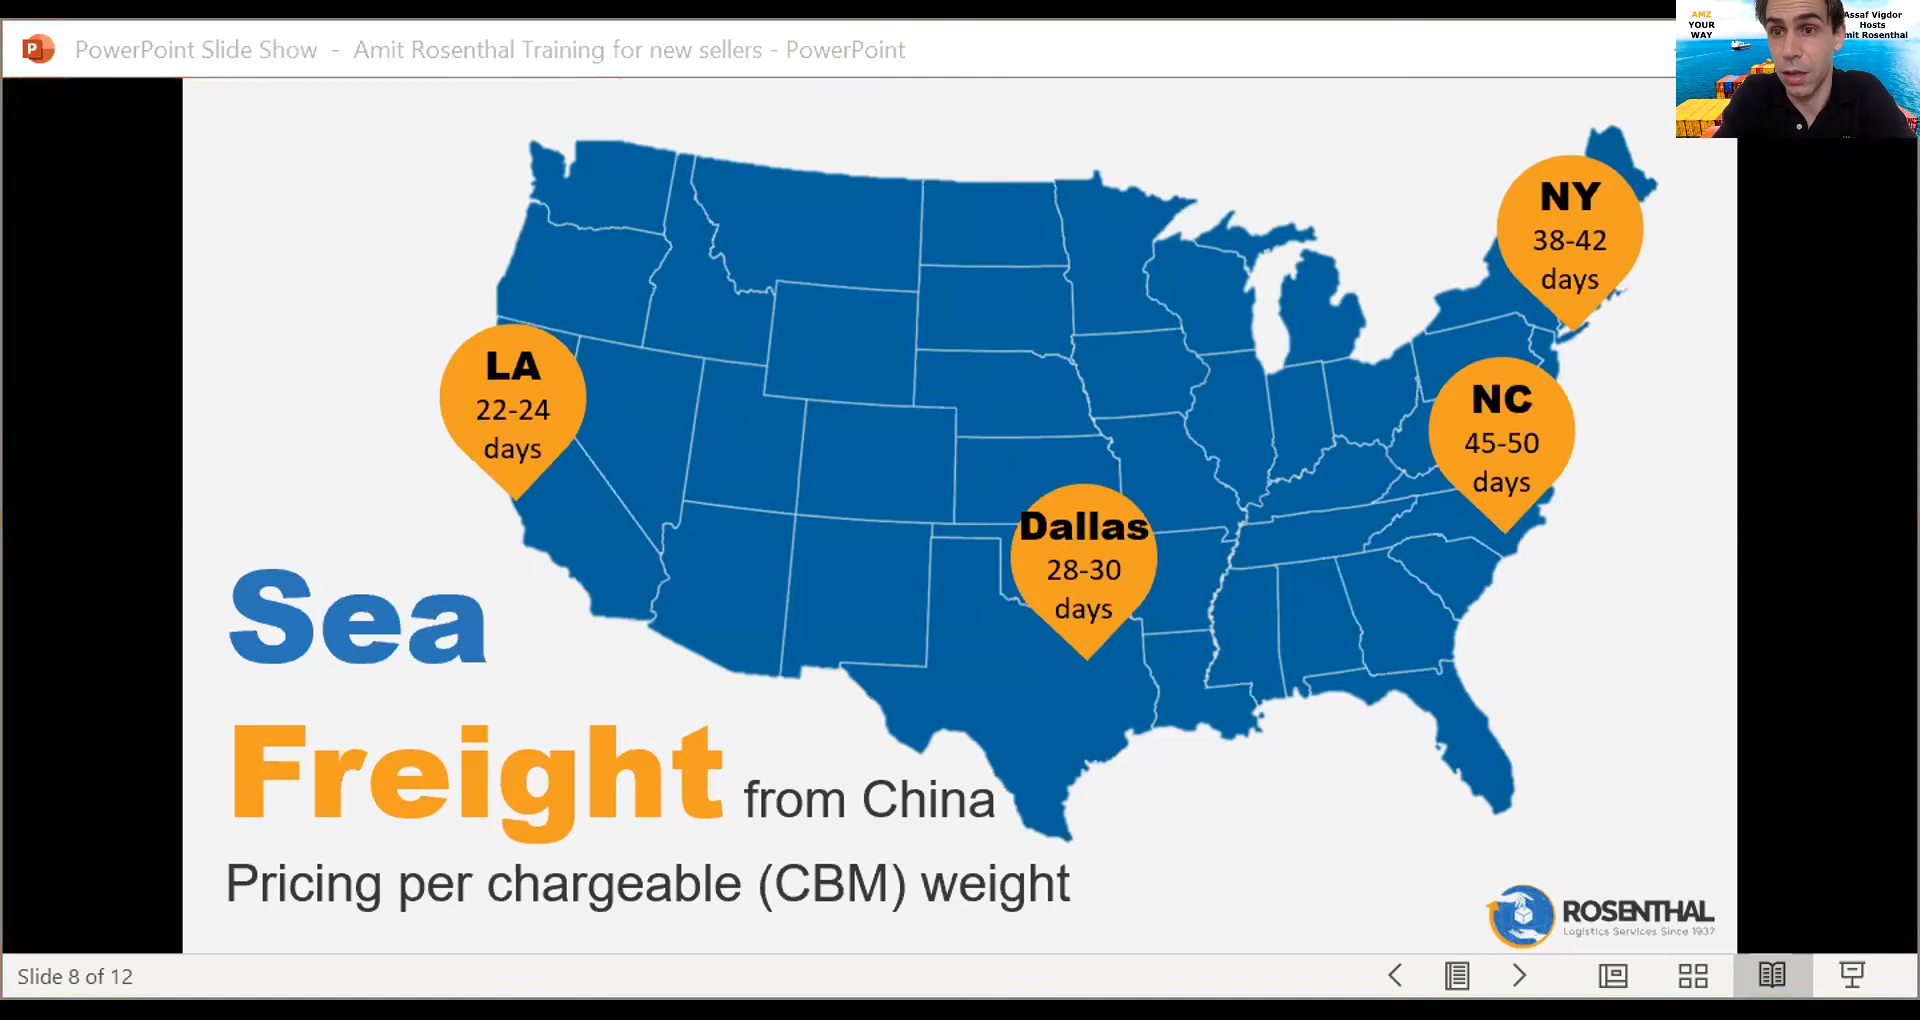 PowerPoint Slide Show - Amit Rosenthal Training for new sellers - PowerPoint
AMZ
YOUR
WAY
Assaf Vigdor
Hosts
mit Rosenthal
NY
38-42
days
LA
22-24
days
NC
45-50
days
Dallas
28-30
days
Sea
Freight from China
Pricing per chargeable (CBM) weight
ROSENTHAL
Logistics Services Since 1937
Slide 8 of 12